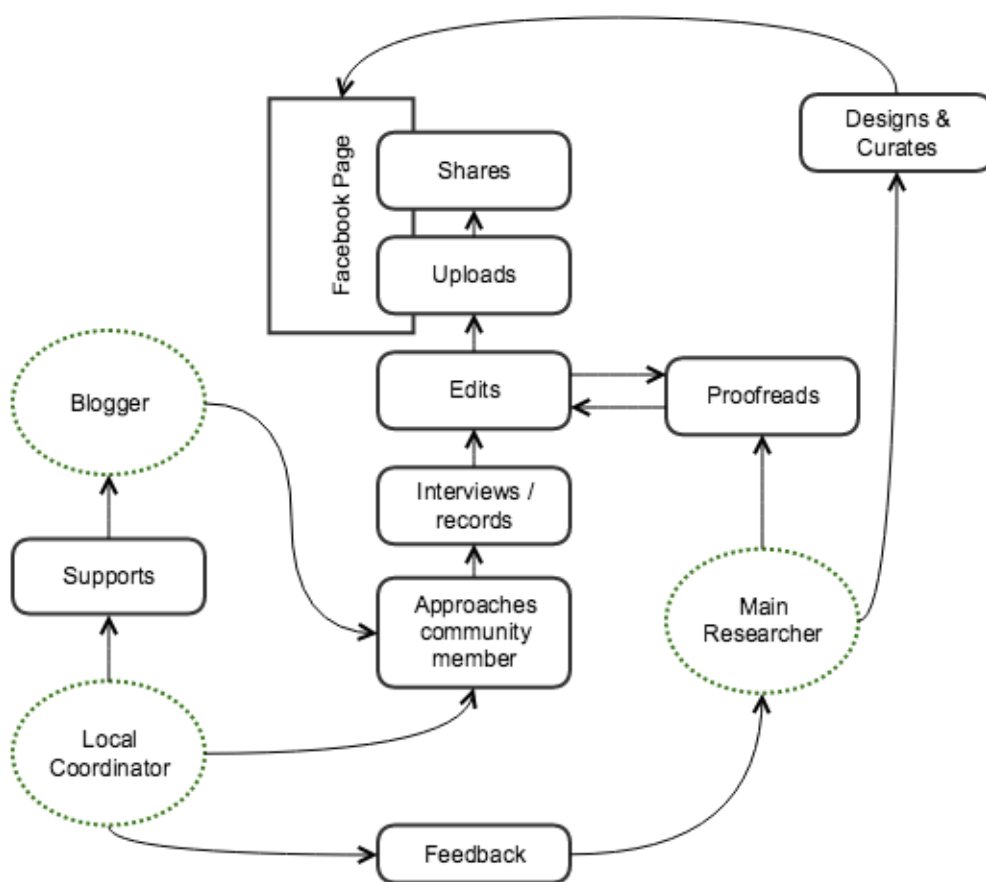 Designs &
Curates
Facebook Page
Shares
Uploads
Edits
Proofreads
Blogger
Interviews /
records
Supports
Approaches
community
member
Main
Researcher
Local
Coordinator
Feedback